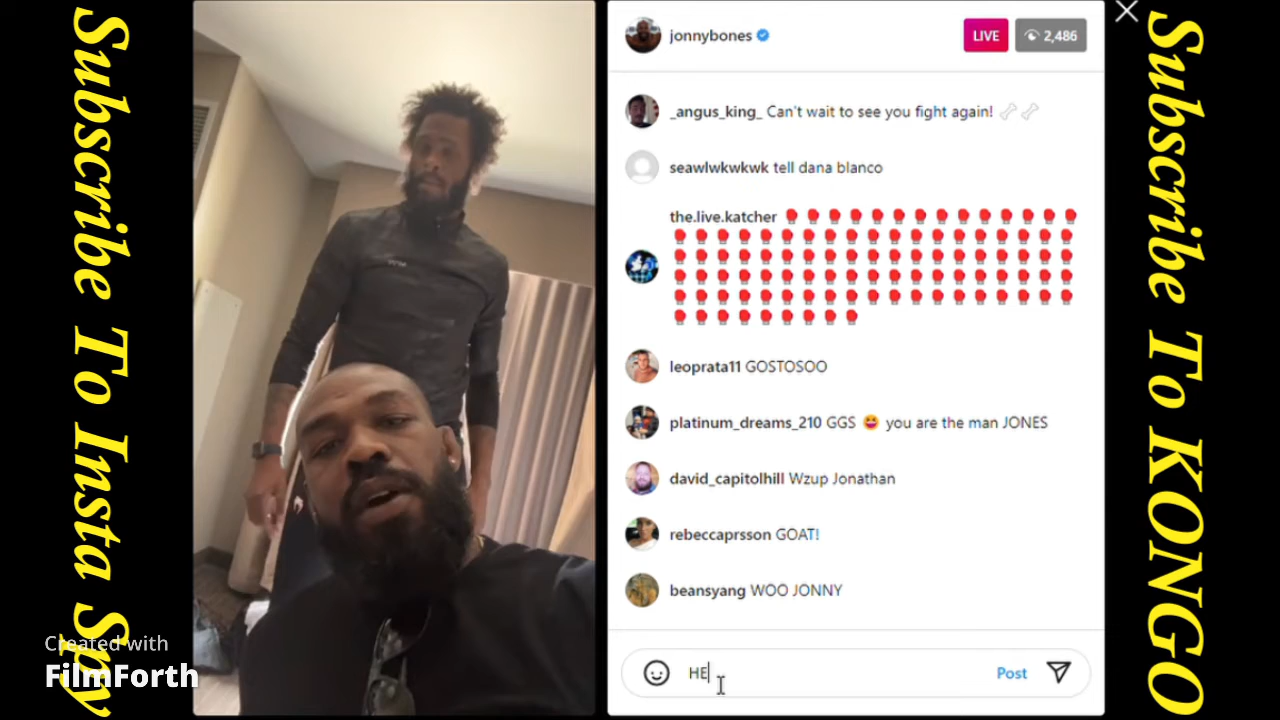 Subscribe To Insta Spy
Created with
FilmForth
jonnybones
LIVE
2,486
_angus_king_ Can't wait to see you fight again! 🦴 🦴
seawlwkwkwk tell dana blanco
the.live.katcher 🥊🥊🥊🥊🥊🥊🥊🥊🥊🥊🥊🥊🥊🥊
🥊🥊🥊🥊🥊🥊🥊🥊🥊🥊🥊🥊🥊🥊🥊🥊🥊🥊🥊
🥊🥊🥊🥊🥊🥊🥊🥊🥊🥊🥊🥊🥊🥊🥊🥊🥊🥊🥊
🥊🥊🥊🥊🥊🥊🥊🥊🥊🥊🥊🥊🥊🥊🥊🥊🥊🥊🥊
🥊🥊🥊🥊🥊🥊🥊🥊🥊🥊🥊🥊🥊🥊🥊🥊🥊🥊🥊
🥊🥊🥊🥊🥊🥊🥊🥊🥊
leoprata11 GOSTOSOO
platinum_dreams_210 GGS 😆 you are the man JONES
david_capitolhill Wzup Jonathan
rebeccaprsson GOAT!
beansyang WOO JONNY
HE
Post
Subscribe To KONGO